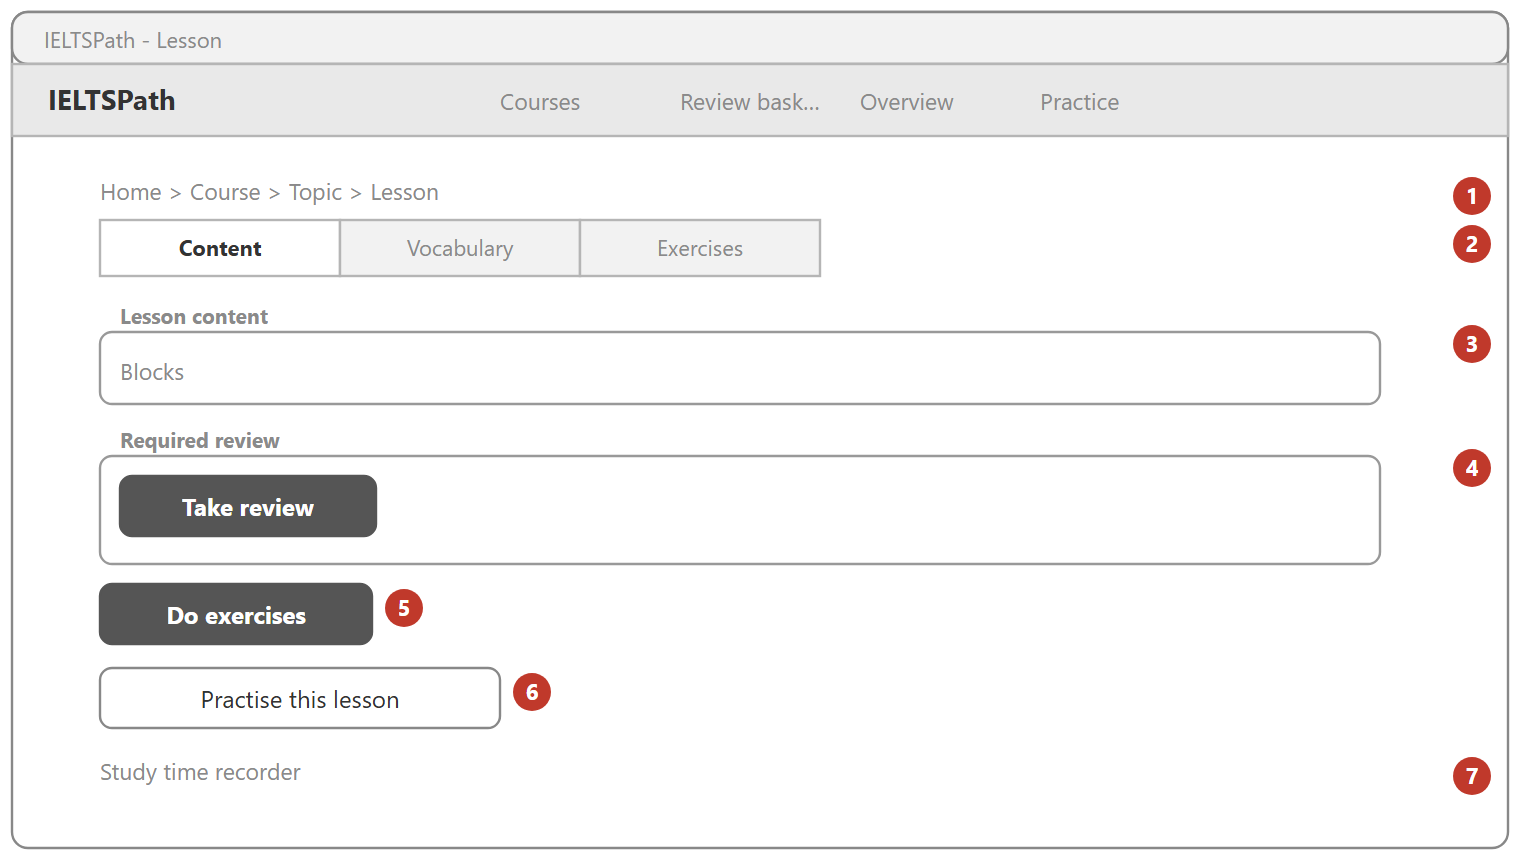 IELTSPath - Lesson
IELTSPath Courses Review bask... Overview Practice
Home > Course > Topic > Lesson 1
Content Vocabulary Exercises 2
Lesson content
3
Blocks
Required review
4
Take review
Do exercises 5
Practise this lesson 6
Study time recorder 7